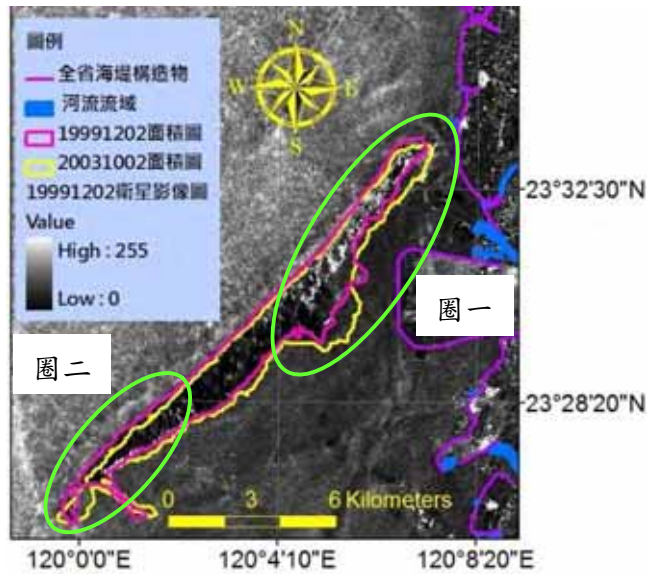 圖例
全省海堤構造物
河流流域
19991202面積圖
20031002面積圖
19991202衛星影像圖
Value
High : 255
Low : 0
N
W
E
S
23°32'30"N
圈一
圈二
23°28'20"N
0 3 6 Kilometers
120°0'0"E 120°4'10"E 120°8'20"E